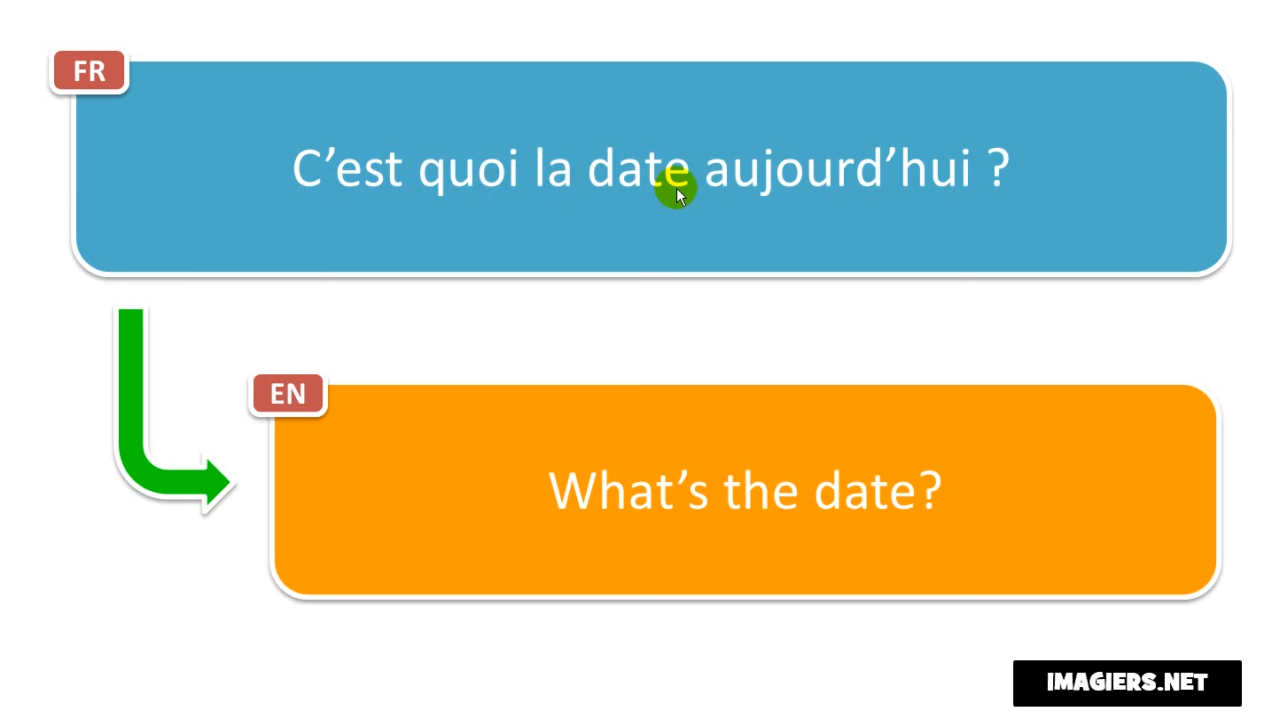 FR
C’est quoi la date aujourd’hui ?
EN
What’s the date?
IMAGIERS.NET